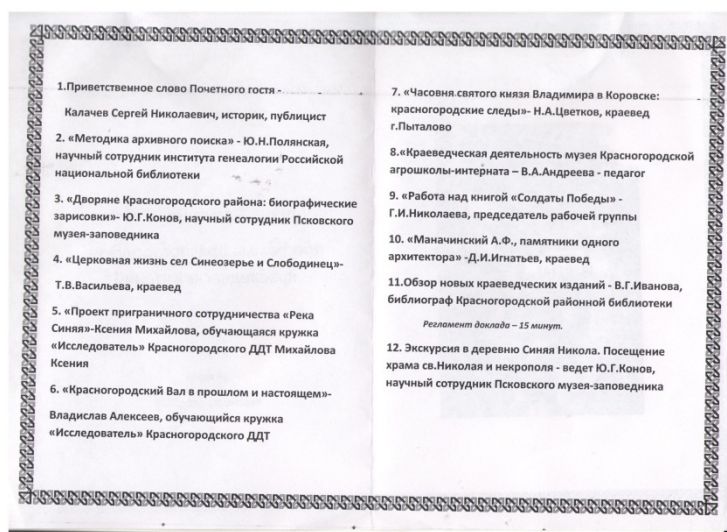 1.Приветственное слово Почетного гостя -
Калачев Сергей Николаевич, историк, публицист
2. «Методика архивного поиска» - Ю.Н.Полянская,
научный сотрудник института генеалогии Российской
национальной библиотеки
3. «Дворяне Красногородского района: биографические
зарисовки»- Ю.Г.Конов, научный сотрудник Псковского
музея-заповедника
4. «Церковная жизнь сел Синеозерье и Слободинец»-
Т.В.Васильева, краевед
5. «Проект приграничного сотрудничества «Река
Синяя»-Ксения Михайлова, обучающаяся кружка
«Исследователь» Красногородского ДДТ Михайлова
Ксения
6. «Красногородский Вал в прошлом и настоящем»-
Владислав Алексеев, обучающийся кружка
«Исследователь» Красногородского ДДТ
7. «Часовня святого князя Владимира в Коровске:
красногородские следы»- Н.А.Цветков, краевед
г.Пыталово
8.«Краеведческая деятельность музея Красногородской
агрошколы-интерната – В.А.Андреева - педагог
9. «Работа над книгой «Солдаты Победы» -
Г.И.Николаева, председатель рабочей группы
10. «Маначинский А.Ф., памятники одного
архитектора» -Д.И.Игнатьев, краевед
11.Обзор новых краеведческих изданий - В.Г.Иванова,
библиограф Красногородской районной библиотеки
Регламент доклада – 15 минут.
12. Экскурсия в деревню Синяя Никола. Посещение
храма св.Николая и некрополя - ведет Ю.Г.Конов,
научный сотрудник Псковского музея-заповедника